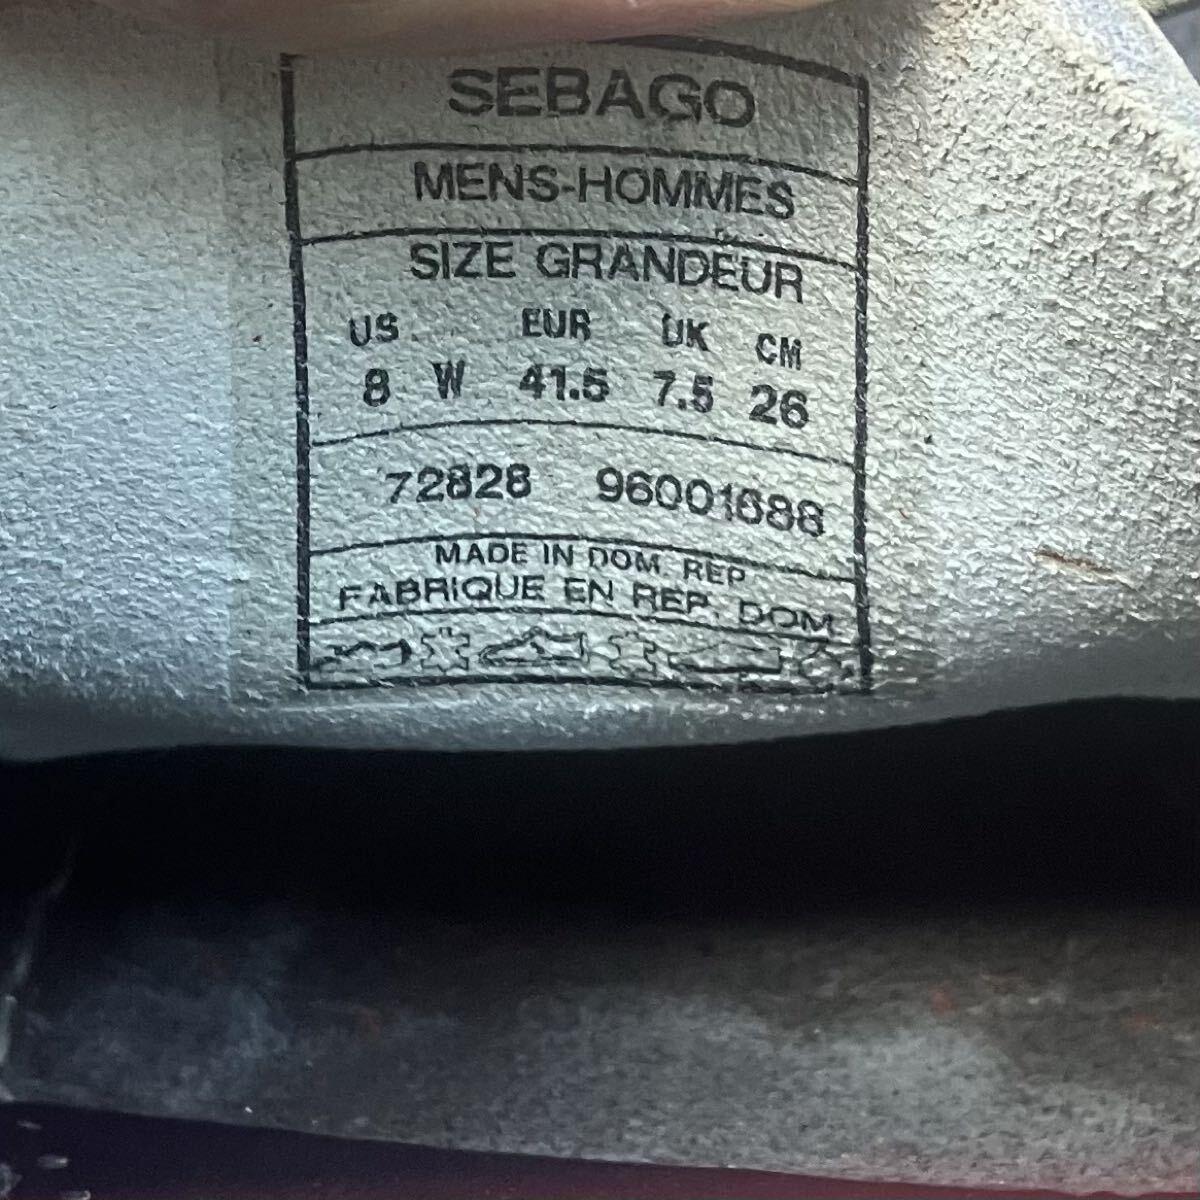 SEBAGO
MENS-HOMMES
SIZE GRANDEUR
US EUR UK CM
8 W 41.5 7.5 26
72828 96001688
MADE IN DOM. REP
FABRIQUE EN REP. DOM.